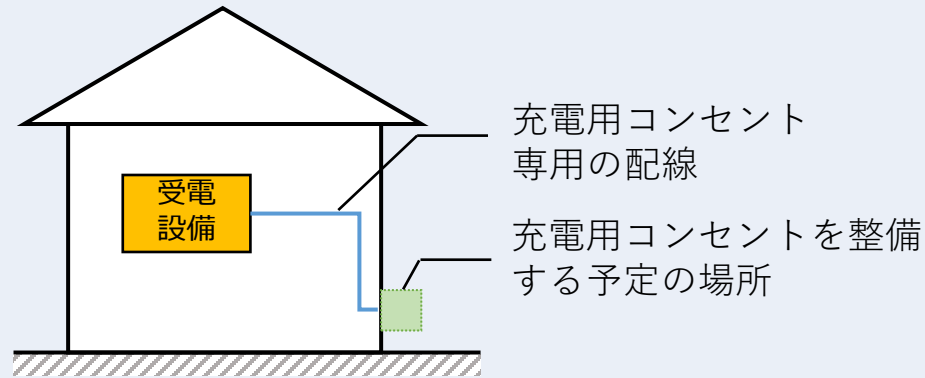 充電用コンセント
専用の配線
受電
設備
充電用コンセントを整備
する予定の場所